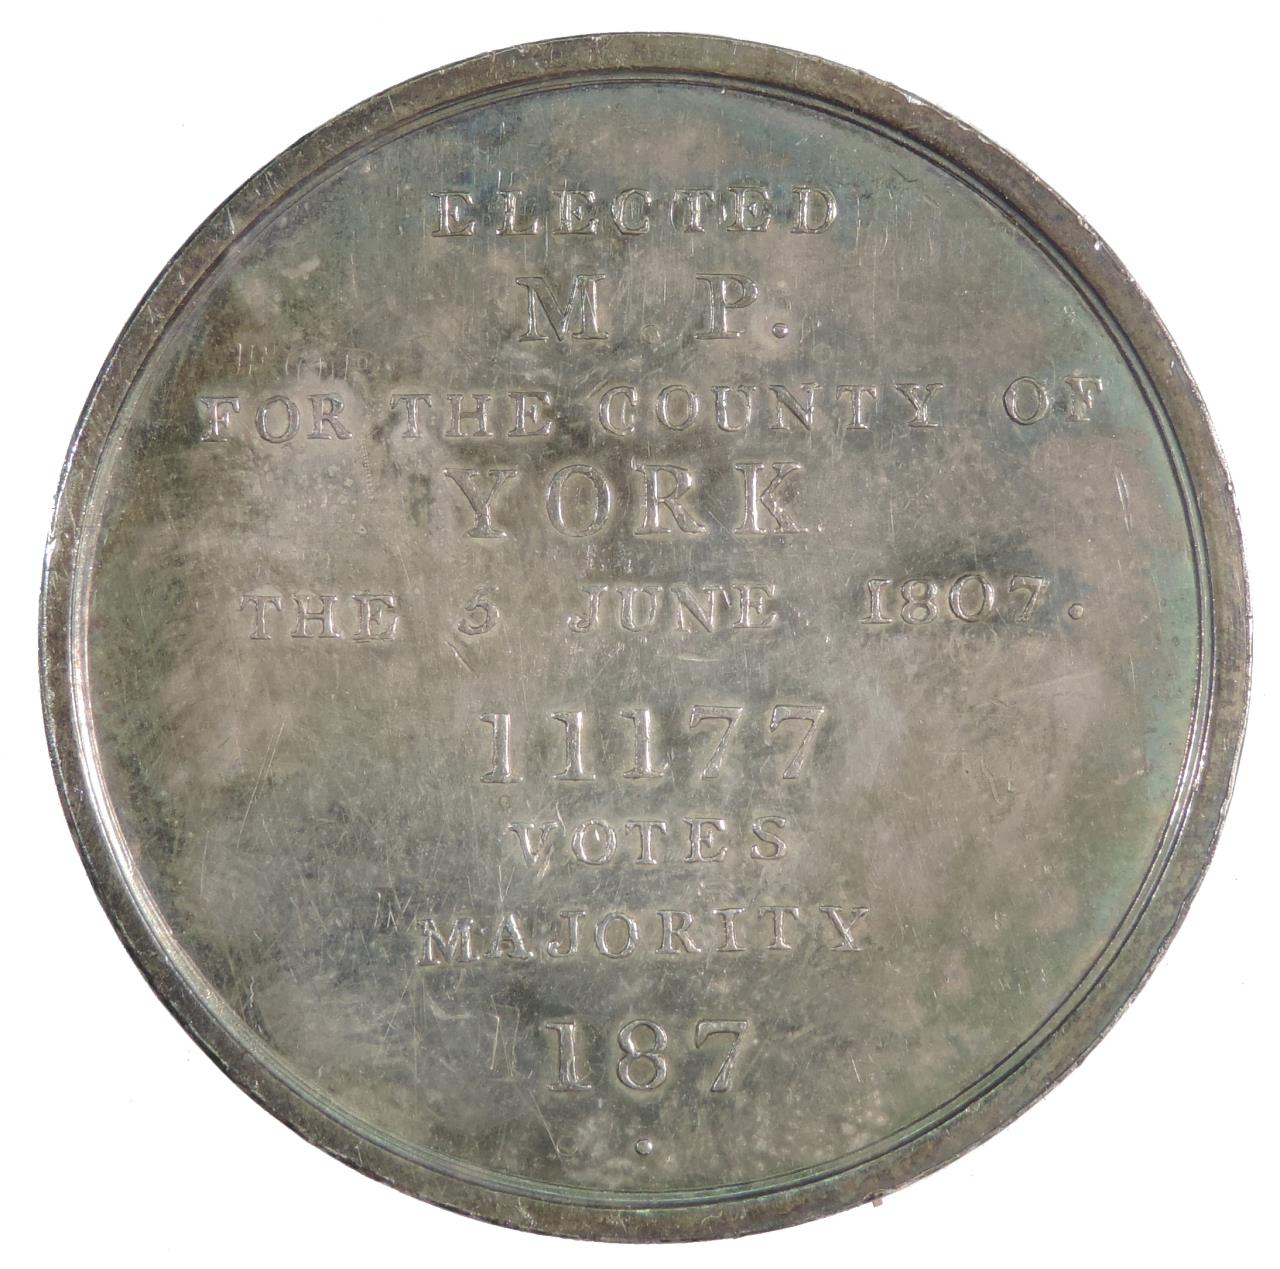 ELECTED
M.P.
FOR THE COUNTY OF
YORK
THE 5 JUNE 1807.
11177
VOTES
MAJORITY
187
.